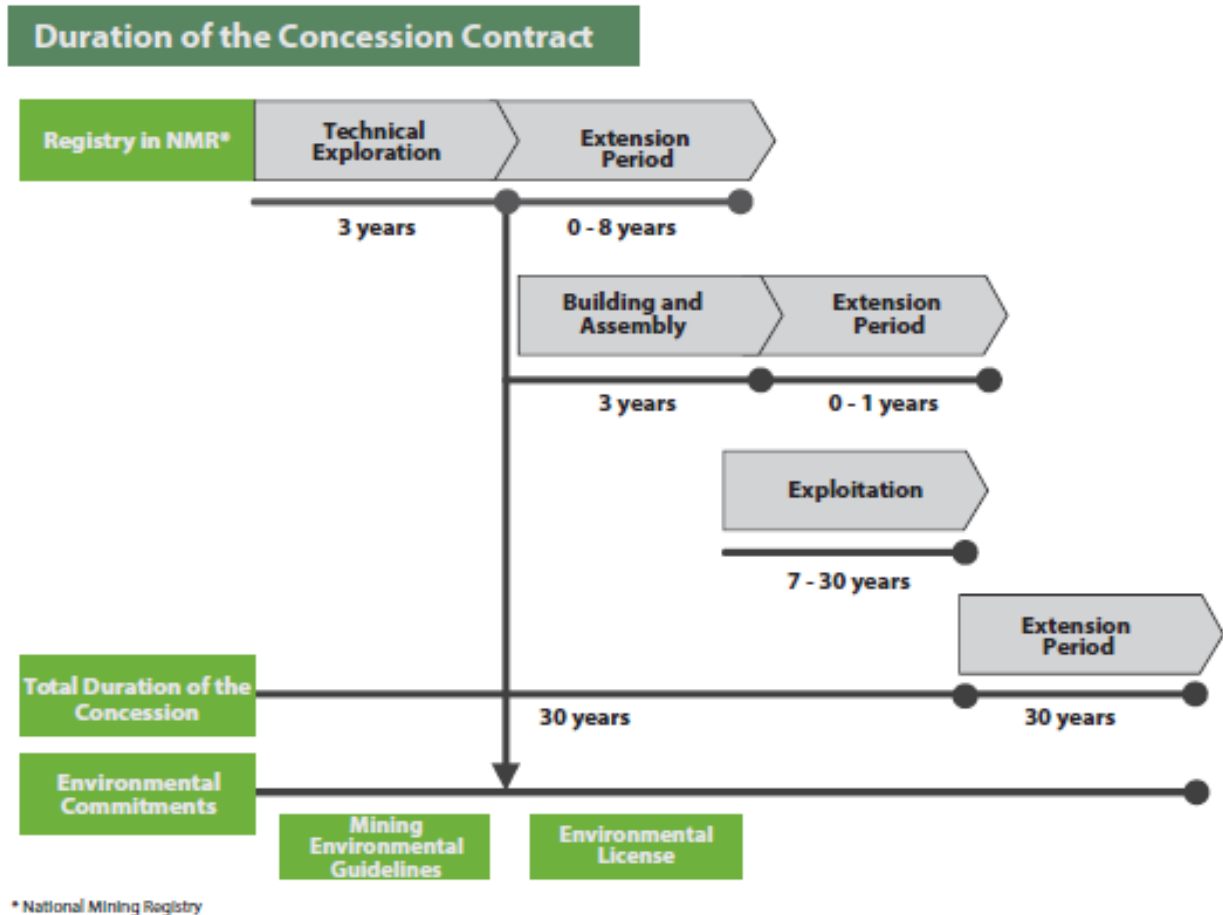 Duration of the Concession Contract
Registry in NMR*
Technical
Exploration
Extension
Period
3 years
0 - 8 years
Building and
Assembly
Extension
Period
3 years
0 - 1 years
Exploitation
7 - 30 years
Extension
Period
Total Duration of the
Concession
30 years
30 years
Environmental
Commitments
Mining
Environmental
Guidelines
Environmental
License
* National Mining Registry